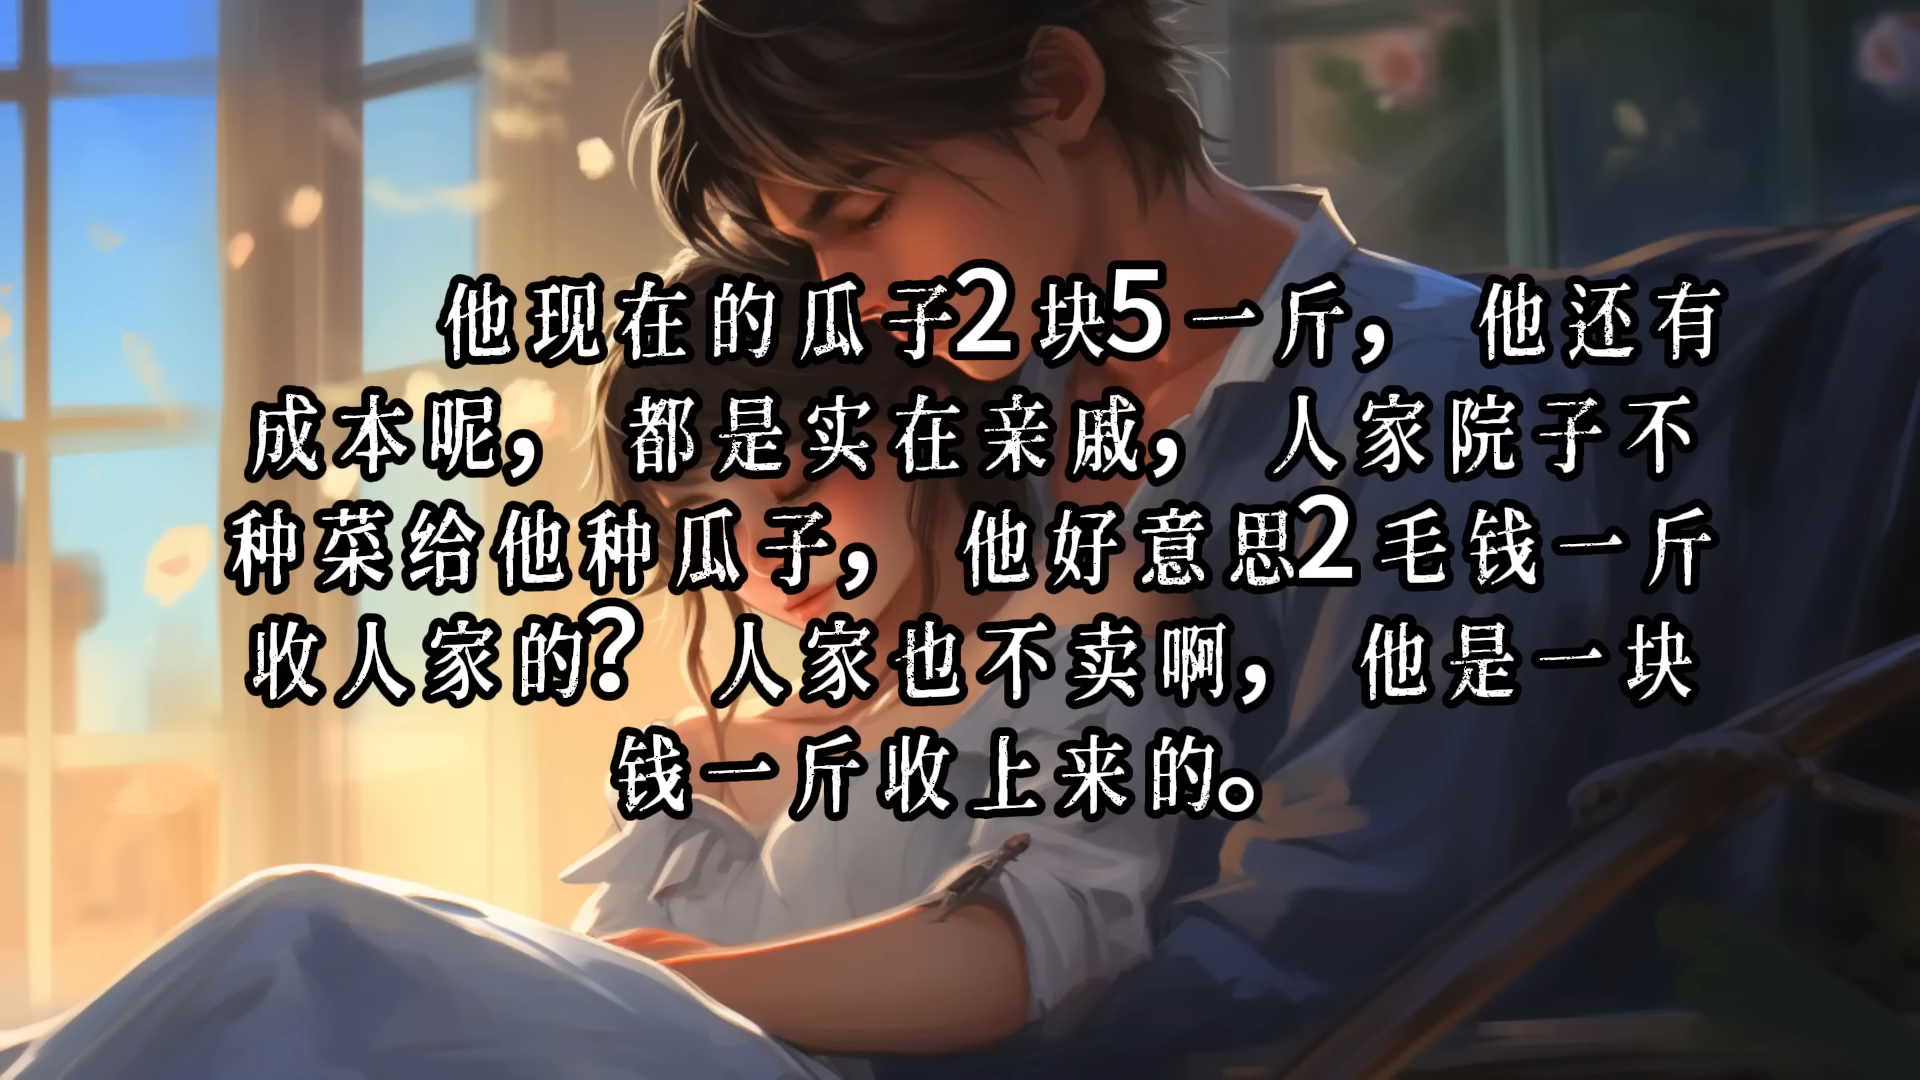 他现在的瓜子2块5一斤，他还有
成本呢，都是实在亲戚，人家院子不
种菜给他种瓜子，他好意思2毛钱一斤
收人家的？人家也不卖啊，他是一块
钱一斤收上来的。